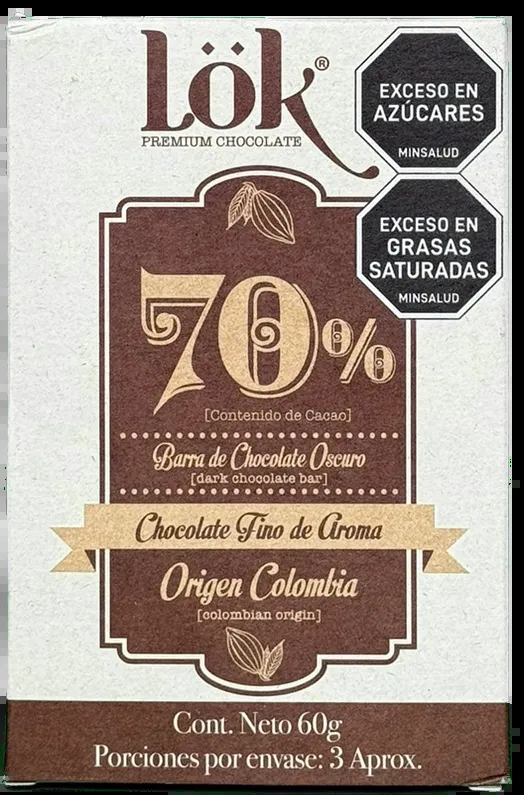 lök®
PREMIUM CHOCOLATE
EXCESO EN
AZÚCARES
MINSALUD
EXCESO EN
GRASAS
SATURADAS
MINSALUD
70%
[Contenido de Cacao]
Barra de Chocolate Oscuro
[dark chocolate bar]
Chocolate Fino de Aroma
Origen Colombia
[colombian origin]
Cont. Neto 60g
Porciones por envase: 3 Aprox.